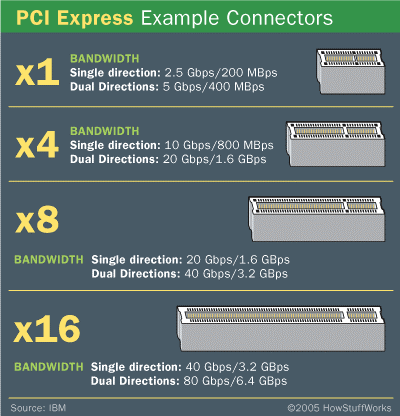 PCI Express Example Connectors
x1
BANDWIDTH
Single direction: 2.5 Gbps/200 MBps
Dual Directions: 5 Gbps/400 MBps
x4
BANDWIDTH
Single direction: 10 Gbps/800 MBps
Dual Directions: 20 Gbps/1.6 GBps
x8
BANDWIDTH Single direction: 20 Gbps/1.6 GBps
Dual Directions: 40 Gbps/3.2 GBps
x16
BANDWIDTH Single direction: 40 Gbps/3.2 GBps
Dual Directions: 80 Gbps/6.4 GBps
Source: IBM ©2005 HowStuffWorks